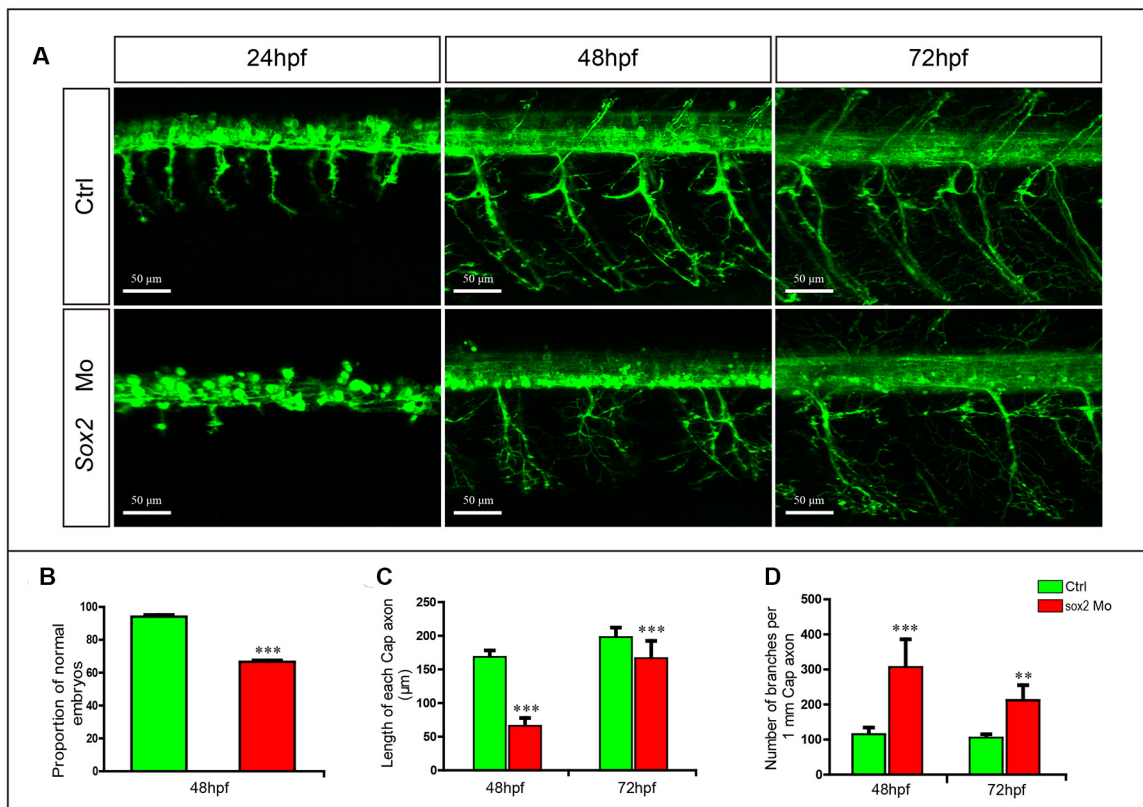 A
24hpf
48hpf
72hpf
Ctrl
50 µm
50 µm
50 µm
Sox2 Mo
50 µm
50 µm
50 µm
B
Proportion of normal
embryos
100
80
60
40
20
0
***
48hpf
C
Length of each Cap axon
(µm)
250
200
150
100
50
0
***
***
48hpf
72hpf
D
Number of branches per
1 mm Cap axon
500
400
300
200
100
0
***
**
48hpf
72hpf
Ctrl
sox2 Mo